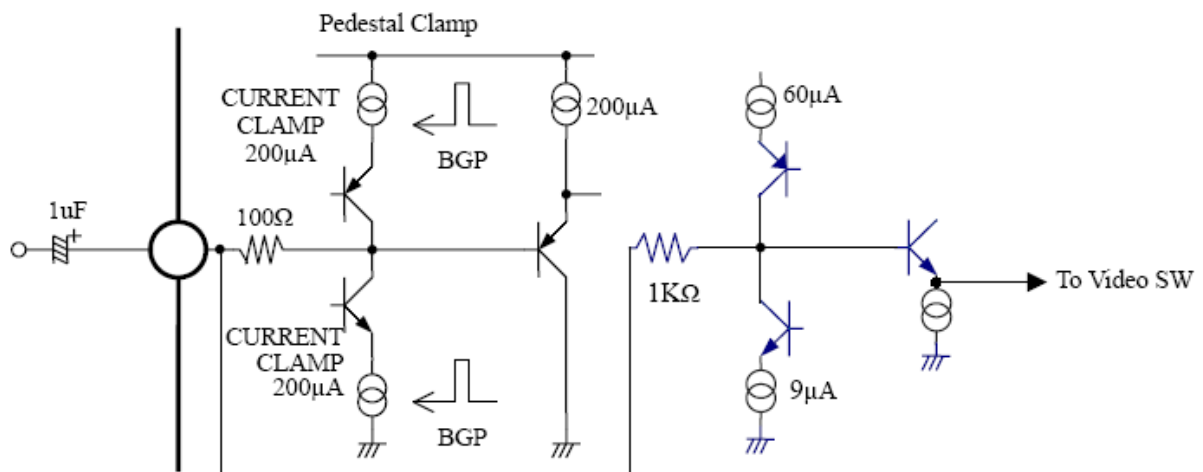 Pedestal Clamp
CURRENT
CLAMP
200µA
BGP
200µA
60µA
1uF
+
100Ω
1KΩ
To Video SW
CURRENT
CLAMP
200µA
BGP
9µA